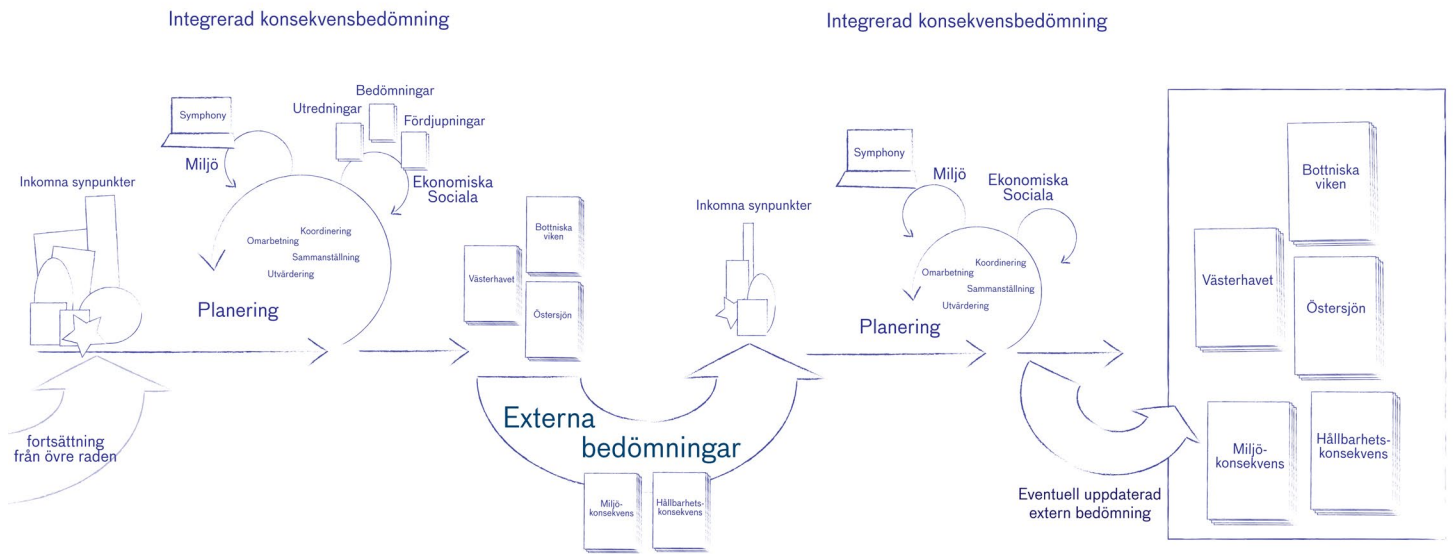 Integrerad konsekvensbedömning
Integrerad konsekvensbedömning
Inkomna synpunkter
Symphony
Miljö
Bedömningar
Utredningar
Fördjupningar
Ekonomiska
Sociala
Koordinering
Omarbetning
Sammanställning
Utvärdering
Planering
fortsättning
från övre raden
Västerhavet
Bottniska
viken
Östersjön
Externa
bedömningar
Miljö-
konsekvens
Hållbarhets-
konsekvens
Inkomna synpunkter
Symphony
Miljö
Ekonomiska
Sociala
Koordinering
Omarbetning
Sammanställning
Utvärdering
Planering
Eventuell uppdaterad
extern bedömning
Bottniska
viken
Västerhavet
Östersjön
Miljö-
konsekvens
Hållbarhets-
konsekvens